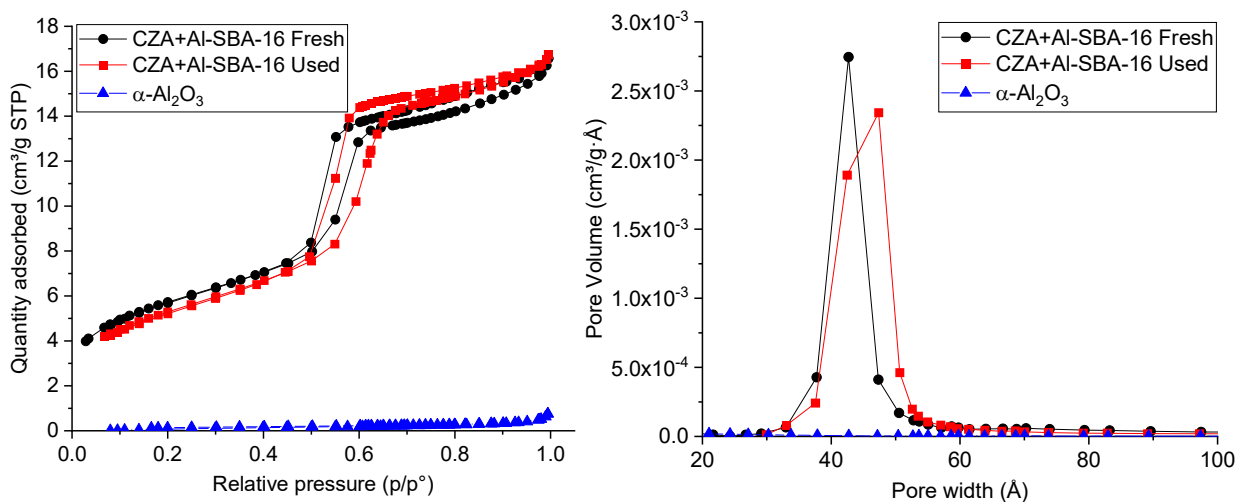 CZA+Al-SBA-16 Fresh
CZA+Al-SBA-16 Used
α-Al₂O₃
Quantity adsorbed (cm³/g STP)
18
16
14
12
10
8
6
4
2
0
0.0 0.2 0.4 0.6 0.8 1.0
Relative pressure (p/p°)
CZA+Al-SBA-16 Fresh
CZA+Al-SBA-16 Used
α-Al₂O₃
Pore Volume (cm³/g·Å)
3.0x10⁻³
2.5x10⁻³
2.0x10⁻³
1.5x10⁻³
1.0x10⁻³
5.0x10⁻⁴
0.0
20 40 60 80 100
Pore width (Å)